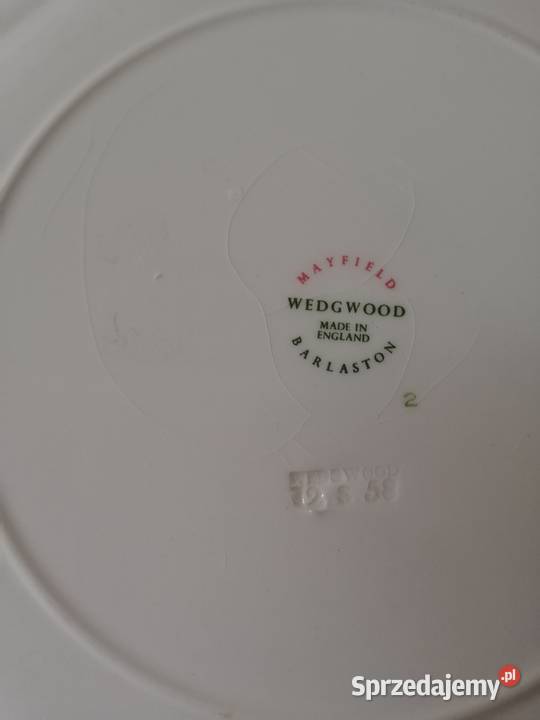 MAYFIELD
WEDGWOOD
MADE IN
ENGLAND
BARLASTON
2
Sprzedajemy.pl